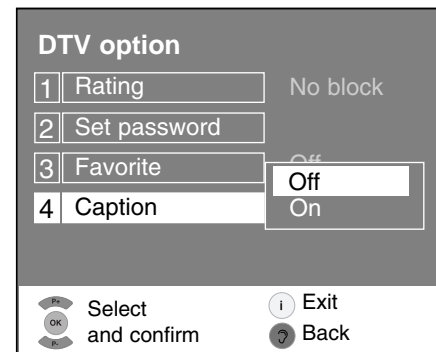 DTV option
1 Rating No block
2 Set password
3 Favorite Off
Off
4 Caption On
P+
OK
P-
Select
and confirm
i Exit
Back